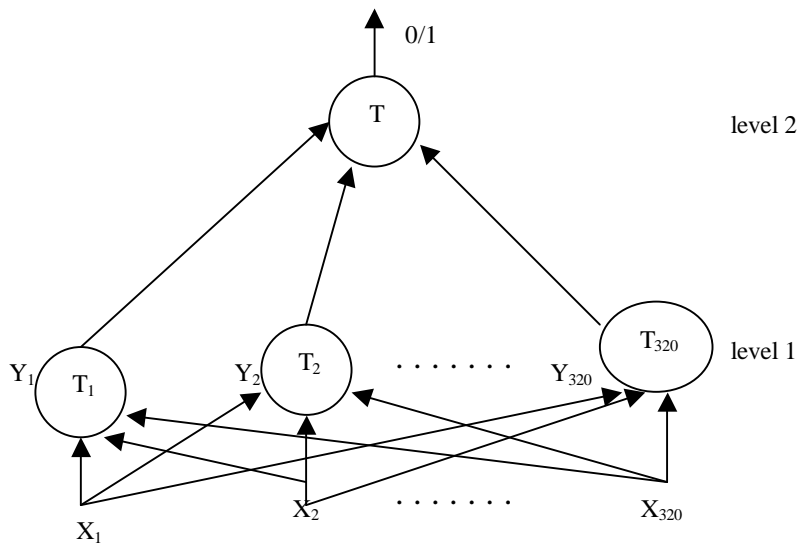 0/1
T
level 2
Y₁ T₁ Y₂ T₂ . . . . . . . Y₃₂₀ T₃₂₀ level 1
X₁ X₂ . . . . . . . X₃₂₀